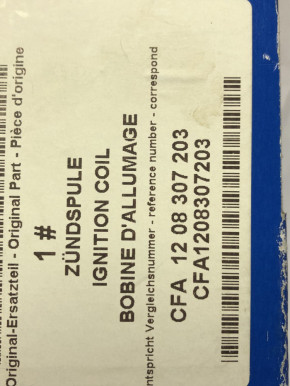 Original-Ersatzteil - Original Part - Pièce d'origine
1 #
ZÜNDSPULE
IGNITION COIL
BOBINE D'ALLUMAGE
ntspricht Vergleichsnummer - reference number - correspond
CFA 12 08 307 203
CFA1208307203